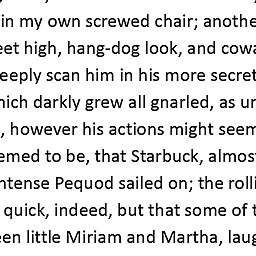 in my own screwed chair; anothe
eet high, hang-dog look, and cowa
eeply scan him in his more secret
hich darkly grew all gnarled, as ur
, however his actions might seem
emed to be, that Starbuck, almos
ntense Pequod sailed on; the rolli
quick, indeed, but that some of t
en little Miriam and Martha, laug